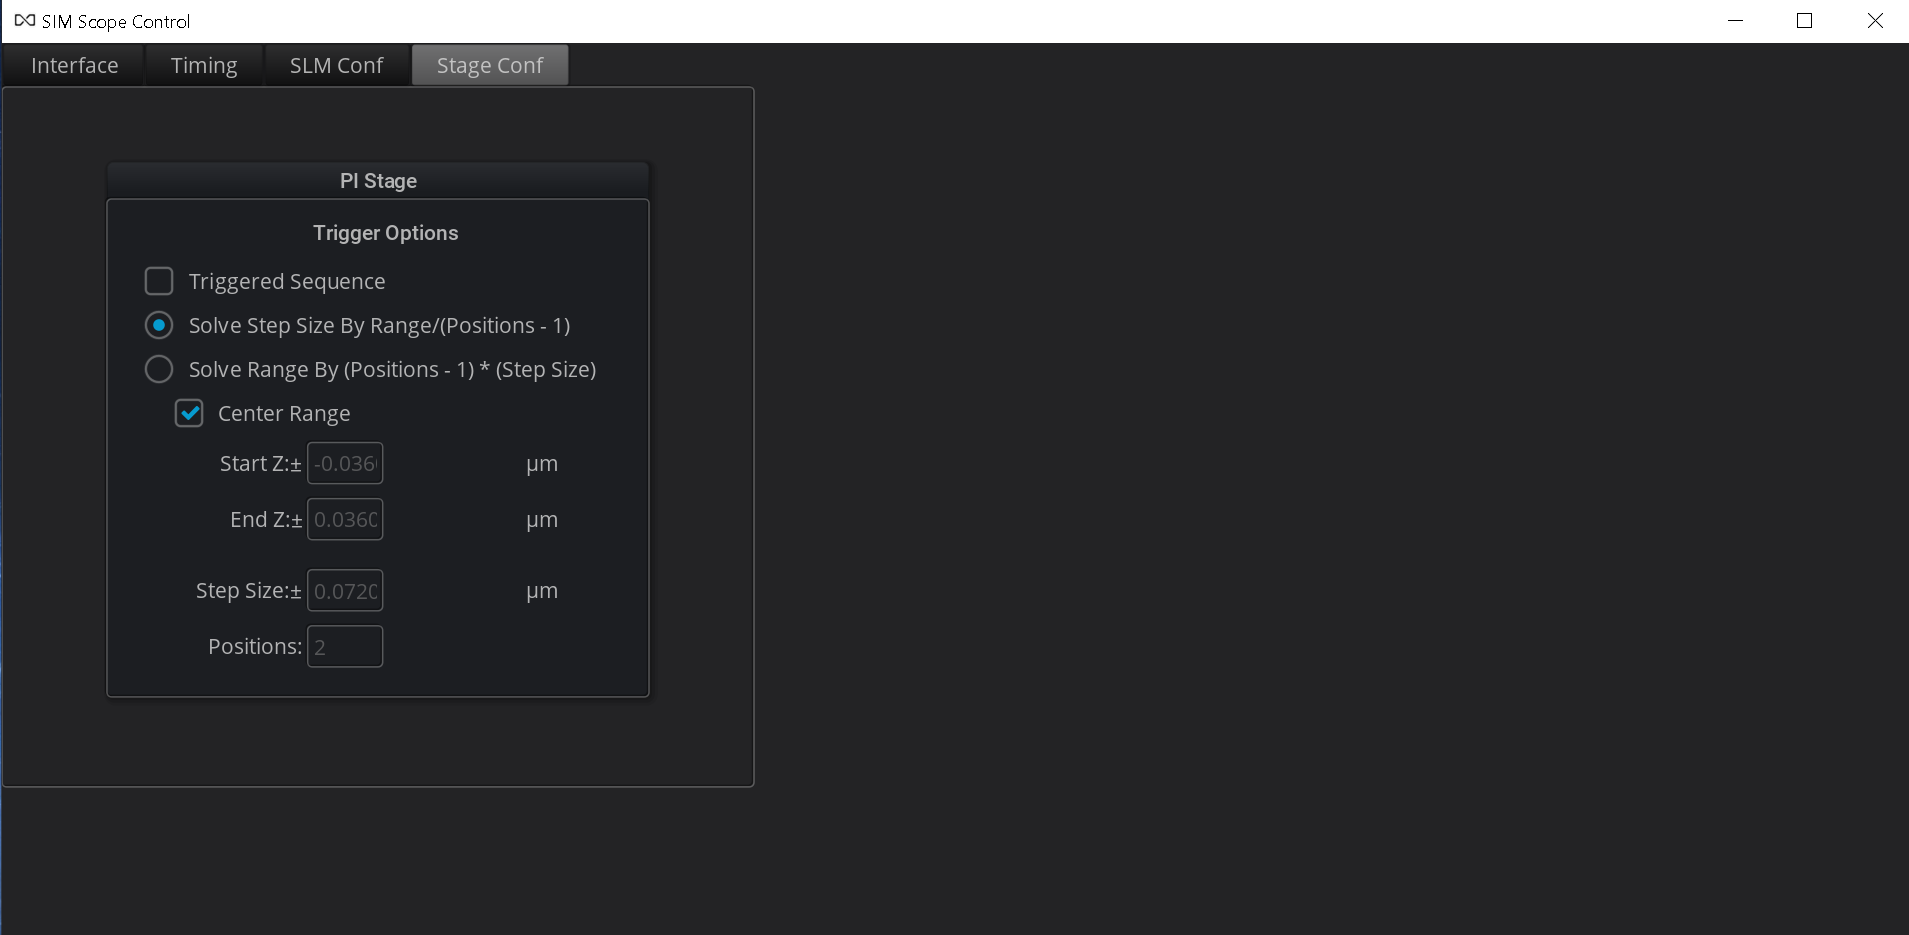 SIM Scope Control
Interface Timing SLM Conf Stage Conf
PI Stage
Trigger Options
Triggered Sequence
Solve Step Size By Range/(Positions - 1)
Solve Range By (Positions - 1) * (Step Size)
Center Range
Start Z:± -0.036 µm
End Z:± 0.0360 µm
Step Size:± 0.0720 µm
Positions: 2